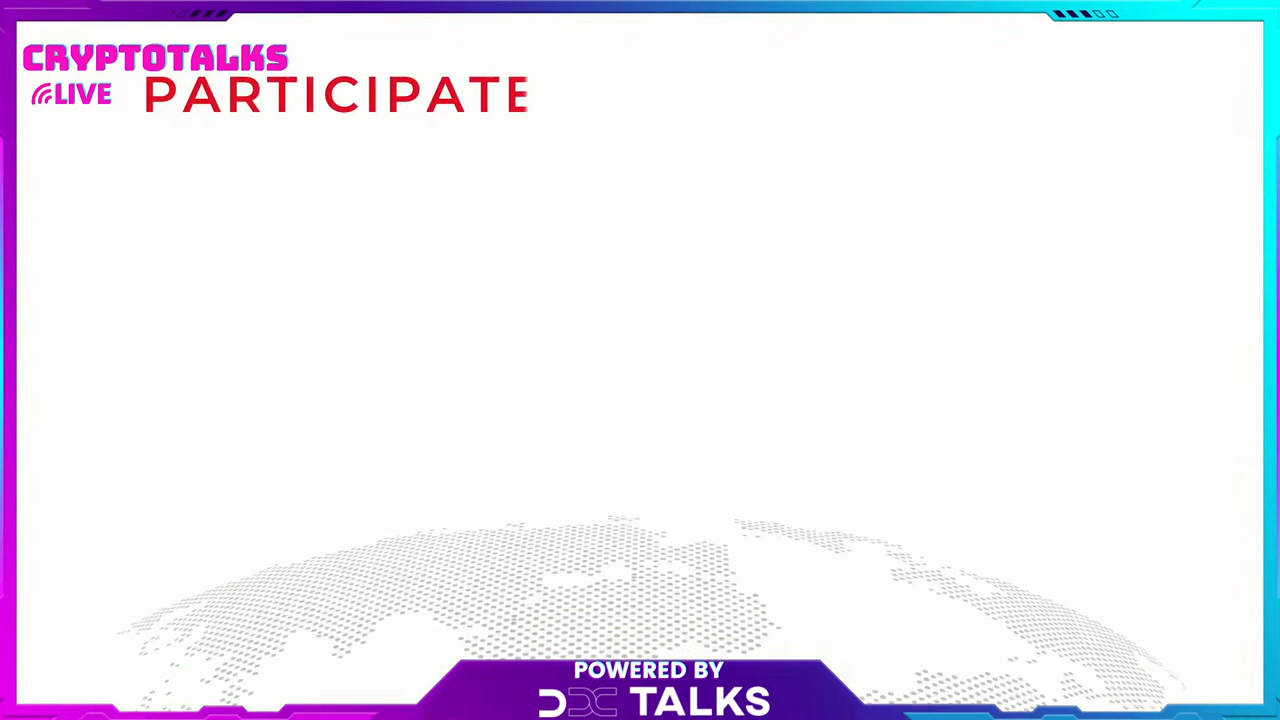 CRYPTOTALKS
LIVE
PARTICIPATE
POWERED BY
TALKS